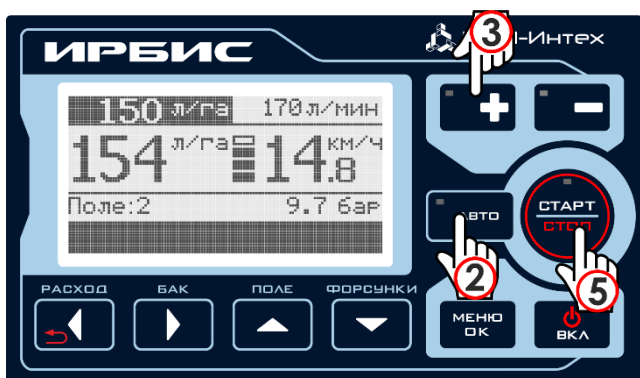 ИРБИС
-Интех
3
150 л/га 170 л/мин
154 л/га 14.8 км/ч
Поле:2 9.7 бар
+ -
СТАРТ
СТОП
2
5
РАСХОД БАК ПОЛЕ ФОРСУНКИ
МЕНЮ
ОК
ВКЛ